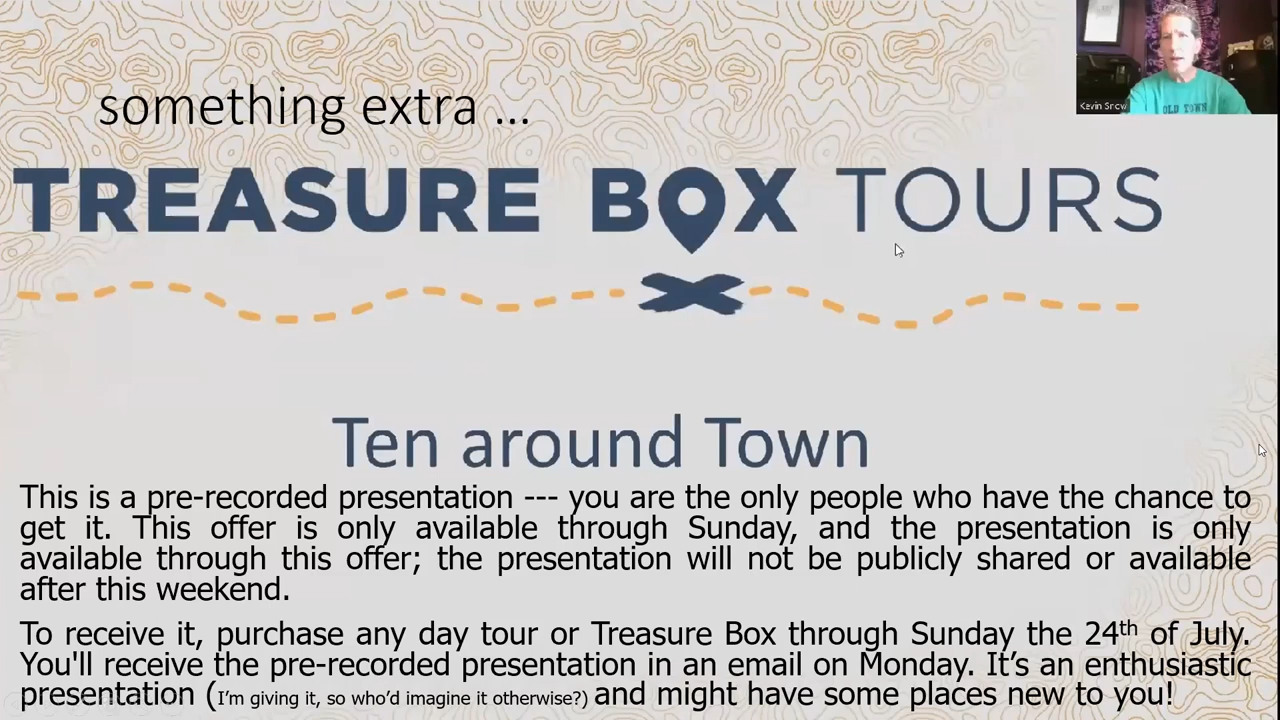 something extra ...
Kevin Snow
OLD TOWN
TREASURE BOX TOURS
Ten around Town
This is a pre-recorded presentation --- you are the only people who have the chance to
get it. This offer is only available through Sunday, and the presentation is only
available through this offer; the presentation will not be publicly shared or available
after this weekend.
To receive it, purchase any day tour or Treasure Box through Sunday the 24th of July.
You'll receive the pre-recorded presentation in an email on Monday. It’s an enthusiastic
presentation (I’m giving it, so who’d imagine it otherwise?) and might have some places new to you!